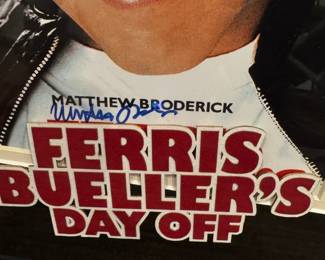 MATTHEW BRODERICK
FERRIS
BUELLER'S
DAY OFF